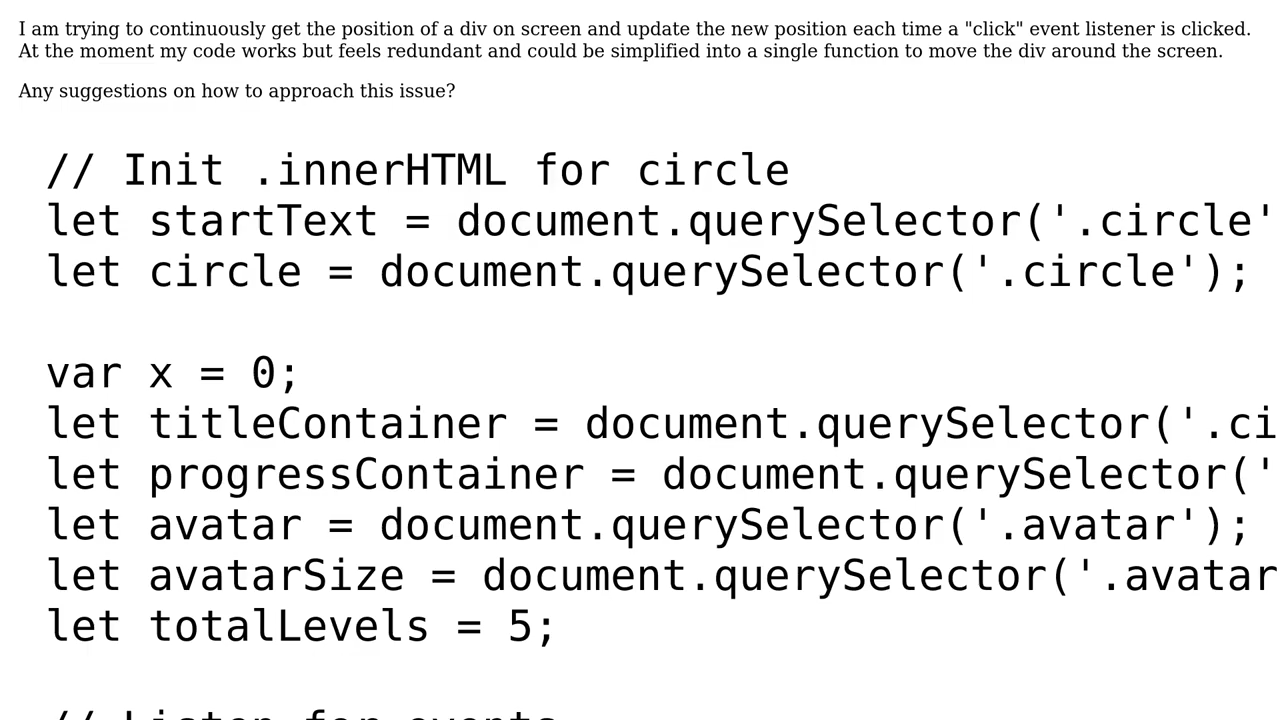 I am trying to continuously get the position of a div on screen and update the new position each time a "click" event listener is clicked.
At the moment my code works but feels redundant and could be simplified into a single function to move the div around the screen.
Any suggestions on how to approach this issue?
// Init .innerHTML for circle
let startText = document.querySelector('.circle'
let circle = document.querySelector('.circle');
var x = 0;
let titleContainer = document.querySelector('.ci
let progressContainer = document.querySelector('
let avatar = document.querySelector('.avatar');
let avatarSize = document.querySelector('.avatar
let totalLevels = 5;
// Listen for events